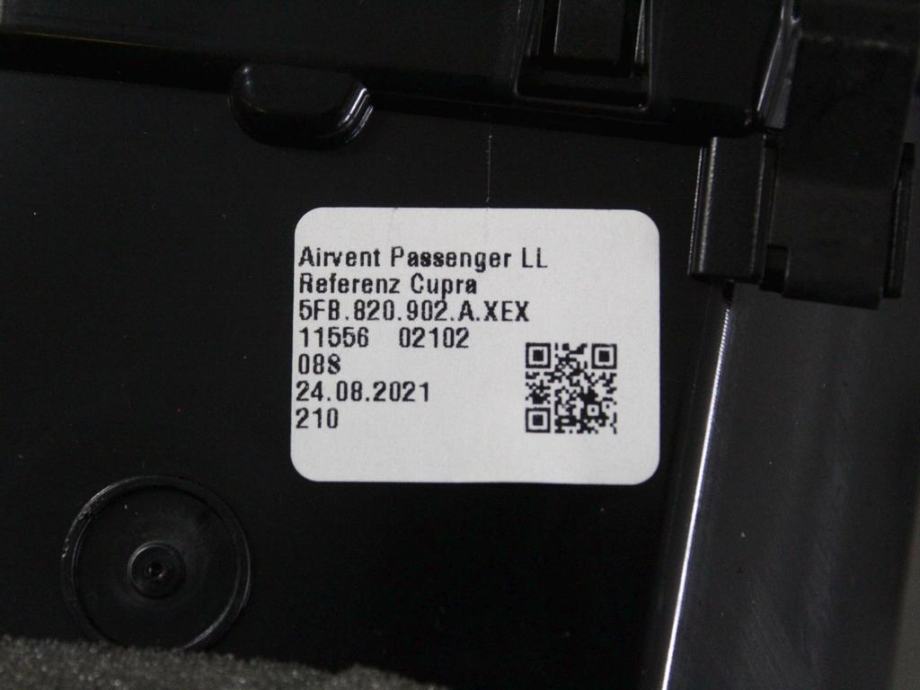 Airvent Passenger LL
Referenz Cupra
5FB.820.902.A.XEX
11556 02102
088
24.08.2021
210